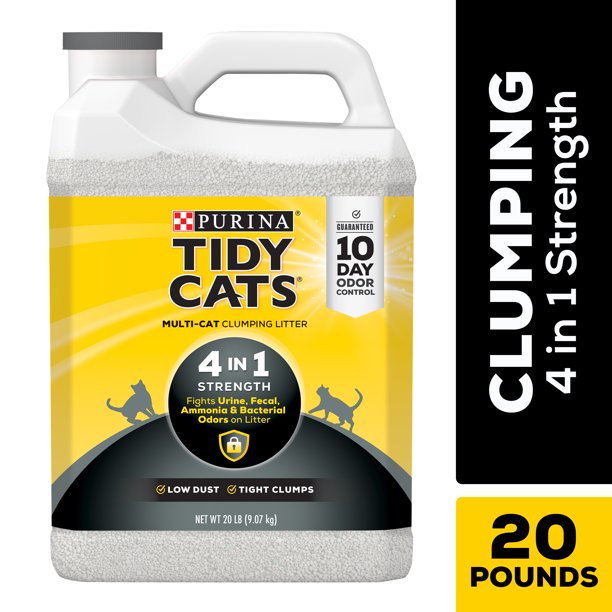 PURINA®
TIDY
CATS®
MULTI-CAT CLUMPING LITTER
GUARANTEED
10
DAY
ODOR
CONTROL
4 IN 1
STRENGTH
Fights Urine, Fecal,
Ammonia & Bacterial
Odors on Litter
LOW DUST TIGHT CLUMPS
NET WT 20 LB (9.07 kg)
CLUMPING
4 in 1 Strength
20
POUNDS